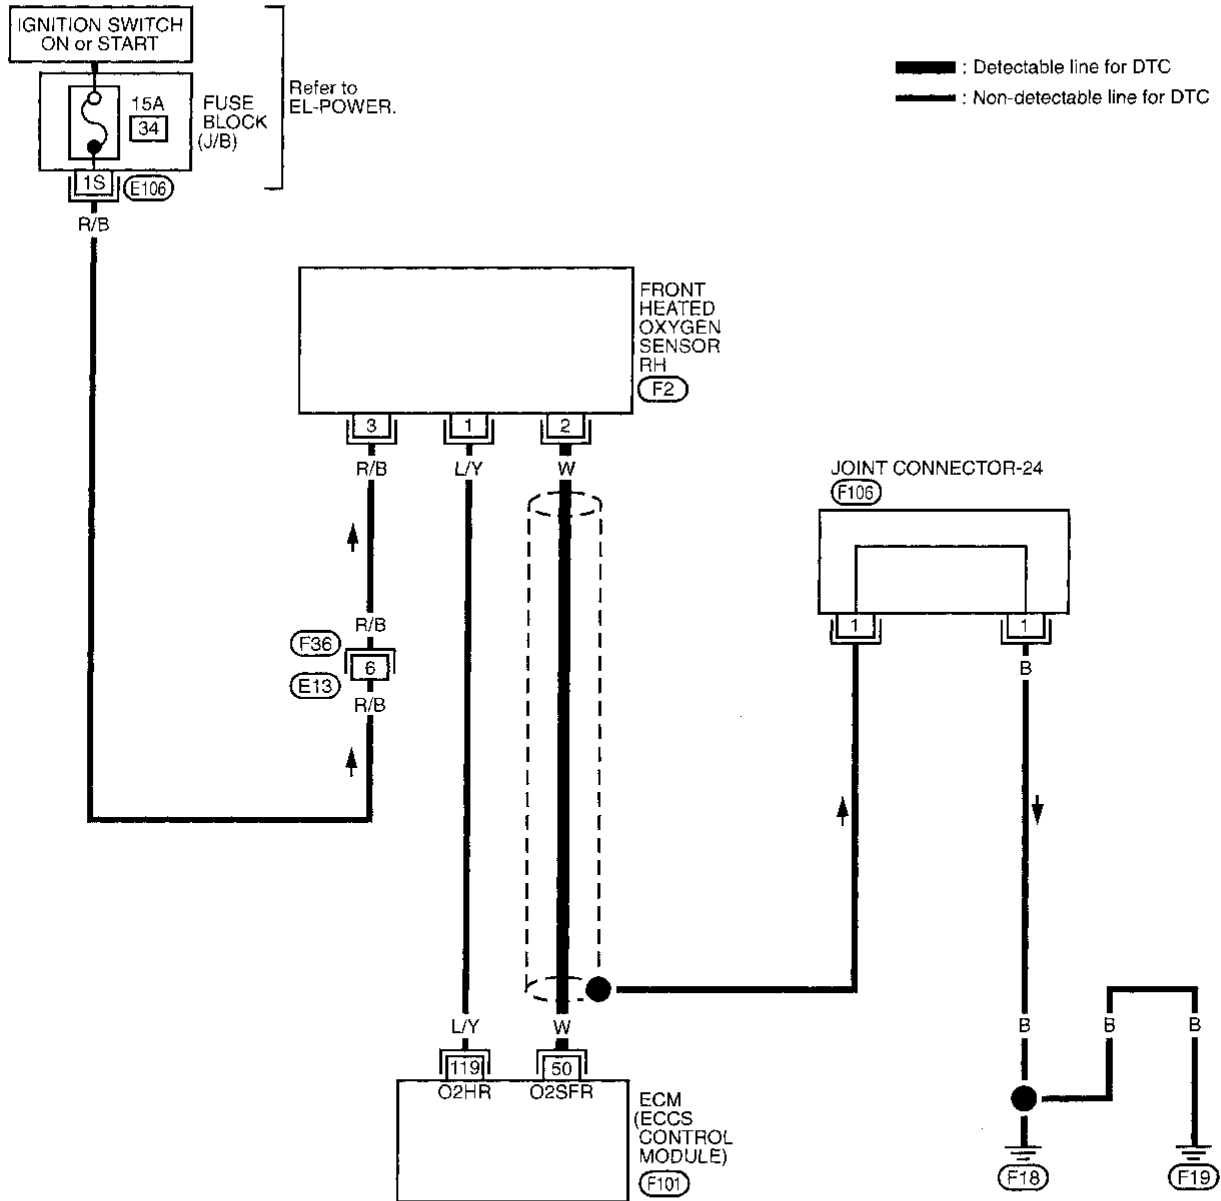 IGNITION SWITCH
ON or START
15A
34
FUSE
BLOCK
(J/B)
Refer to
EL-POWER.
1S
E106
R/B
: Detectable line for DTC
: Non-detectable line for DTC
FRONT
HEATED
OXYGEN
SENSOR
RH
F2
3
1
2
R/B
L/Y
W
JOINT CONNECTOR-24
F106
1
1
B
R/B
F36
6
E13
R/B
L/Y
W
B
B
B
119
50
O2HR
O2SFR
ECM
(ECCS
CONTROL
MODULE)
F101
F18
F19